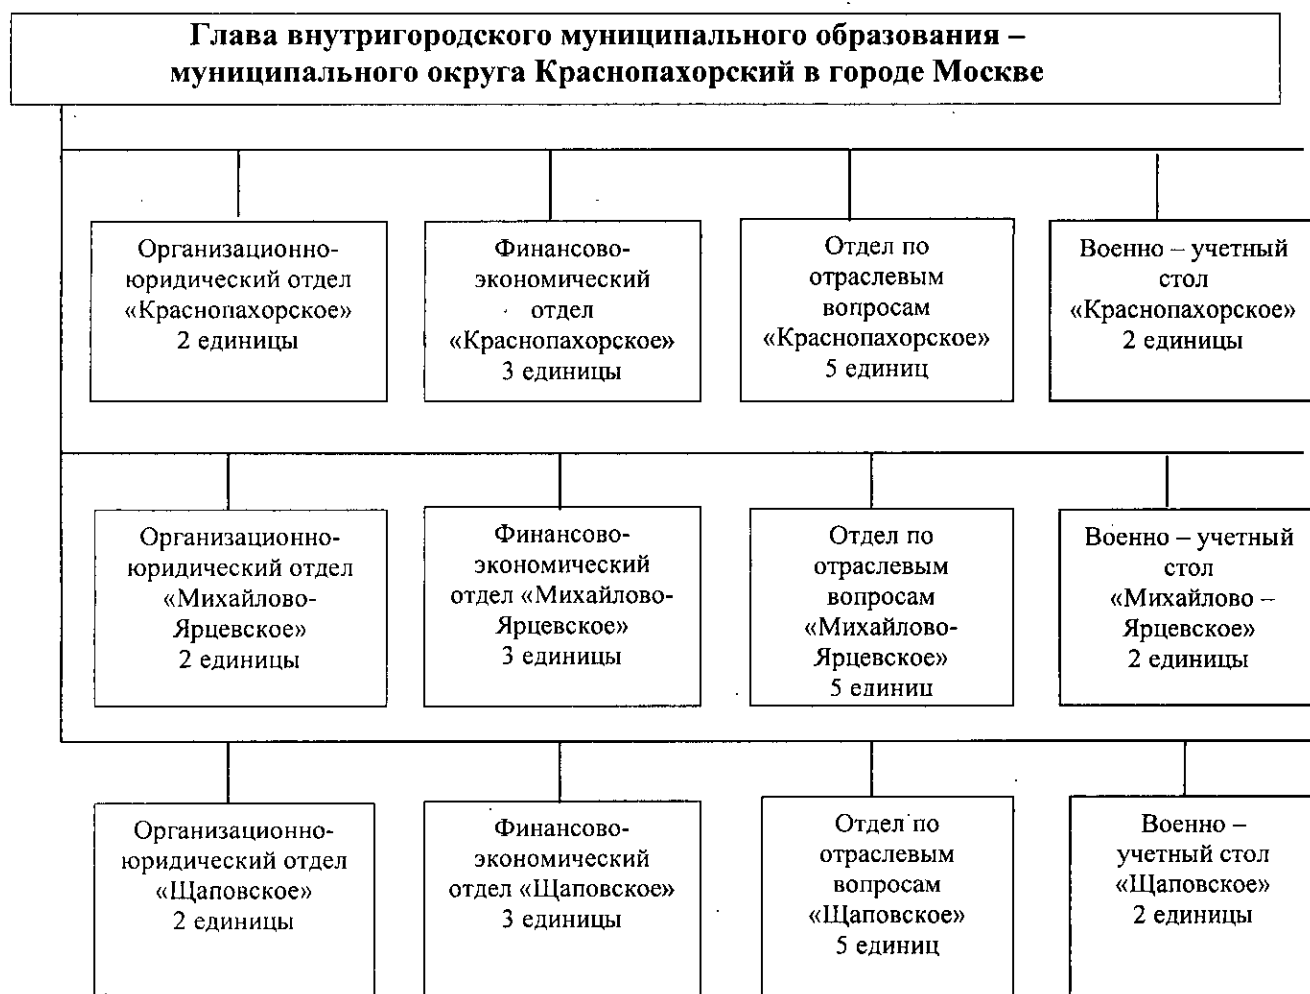 Глава внутригородского муниципального образования –
муниципального округа Краснопахорский в городе Москве
Организационно-
юридический отдел
«Краснопахорское»
2 единицы
Финансово-
экономический
отдел
«Краснопахорское»
3 единицы
Отдел по
отраслевым
вопросам
«Краснопахорское»
5 единиц
Военно – учетный
стол
«Краснопахорское»
2 единицы
Организационно-
юридический отдел
«Михайлово-
Ярцевское»
2 единицы
Финансово-
экономический
отдел «Михайлово-
Ярцевское»
3 единицы
Отдел по
отраслевым
вопросам
«Михайлово-
Ярцевское»
5 единиц
Военно – учетный
стол
«Михайлово –
Ярцевское»
2 единицы
Организационно-
юридический отдел
«Щаповское»
2 единицы
Финансово-
экономический
отдел «Щаповское»
3 единицы
Отдел по
отраслевым
вопросам
«Щаповское»
5 единиц
Военно –
учетный стол
«Щаповское»
2 единицы